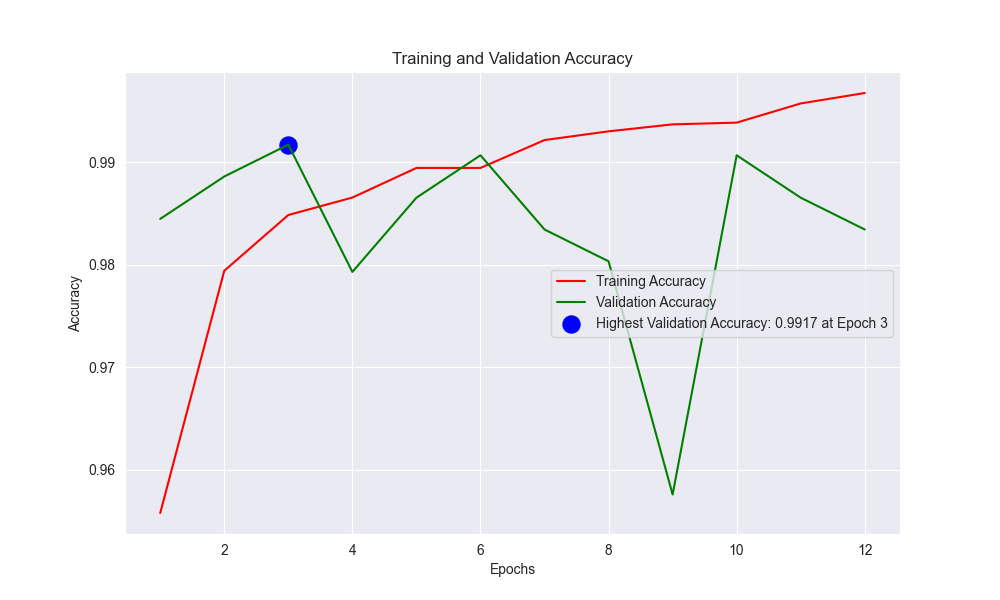 Training and Validation Accuracy
0.99
0.98
0.97
0.96
Accuracy
Training Accuracy
Validation Accuracy
Highest Validation Accuracy: 0.9917 at Epoch 3
2
4
6
8
10
12
Epochs